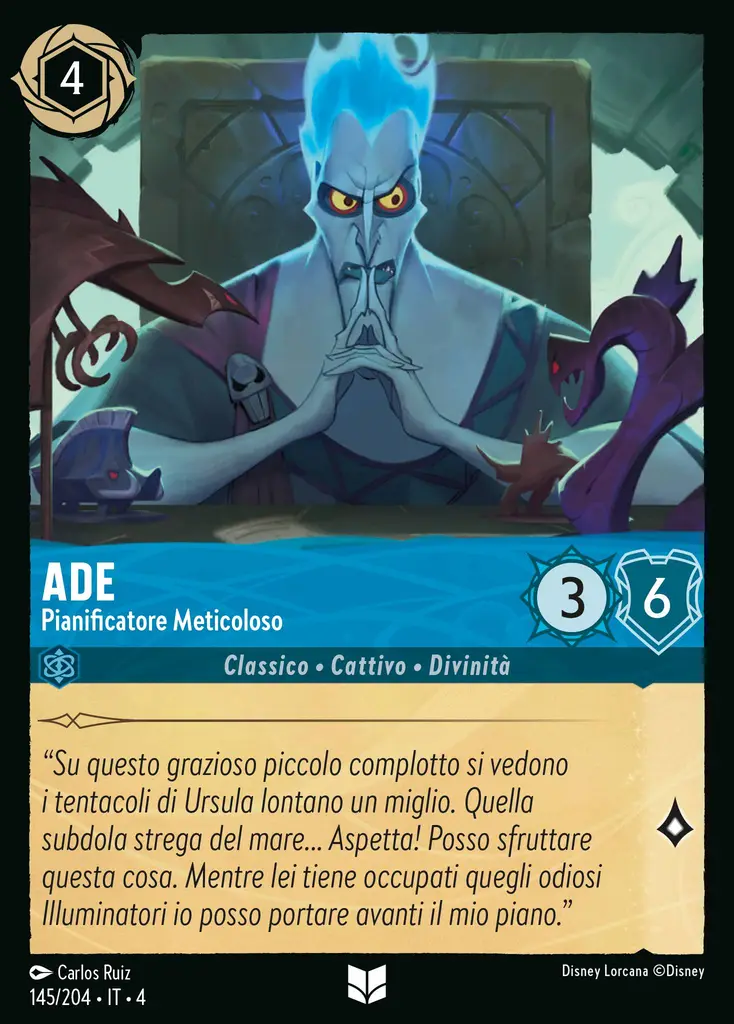 4
ADE
Pianificatore Meticoloso
3
6
Classico • Cattivo • Divinità
“Su questo grazioso piccolo complotto si vedono
i tentacoli di Ursula lontano un miglio. Quella
subdola strega del mare... Aspetta! Posso sfruttare
questa cosa. Mentre lei tiene occupati quegli odiosi
Illuminatori io posso portare avanti il mio piano.”
Carlos Ruiz
Disney Lorcana ©Disney
145/204 • IT • 4